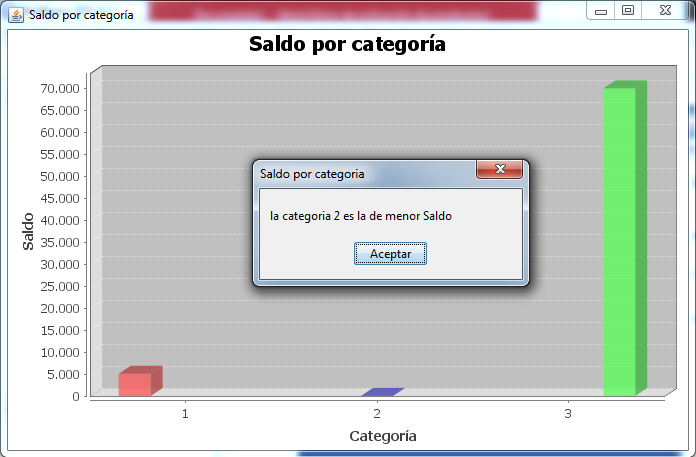 Saldo por categoría
Saldo por categoría
70.000
65.000
60.000
55.000
50.000
45.000
40.000
35.000
30.000
25.000
20.000
15.000
10.000
5.000
0
Saldo
Saldo por categoria
la categoria 2 es la de menor Saldo
Aceptar
1 2 3
Categoría